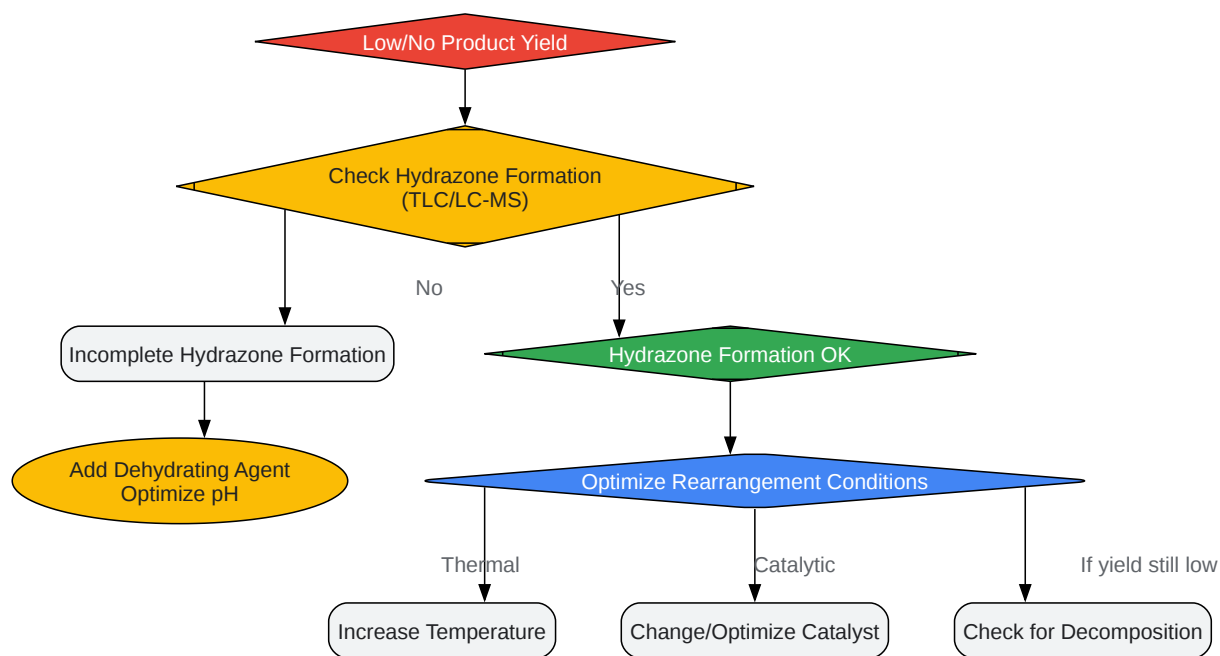 Low/No Product Yield
Check Hydrazone Formation
(TLC/LC-MS)
No
Yes
Incomplete Hydrazone Formation
Hydrazone Formation OK
Add Dehydrating Agent
Optimize pH
Optimize Rearrangement Conditions
Thermal
Catalytic
If yield still low
Increase Temperature
Change/Optimize Catalyst
Check for Decomposition